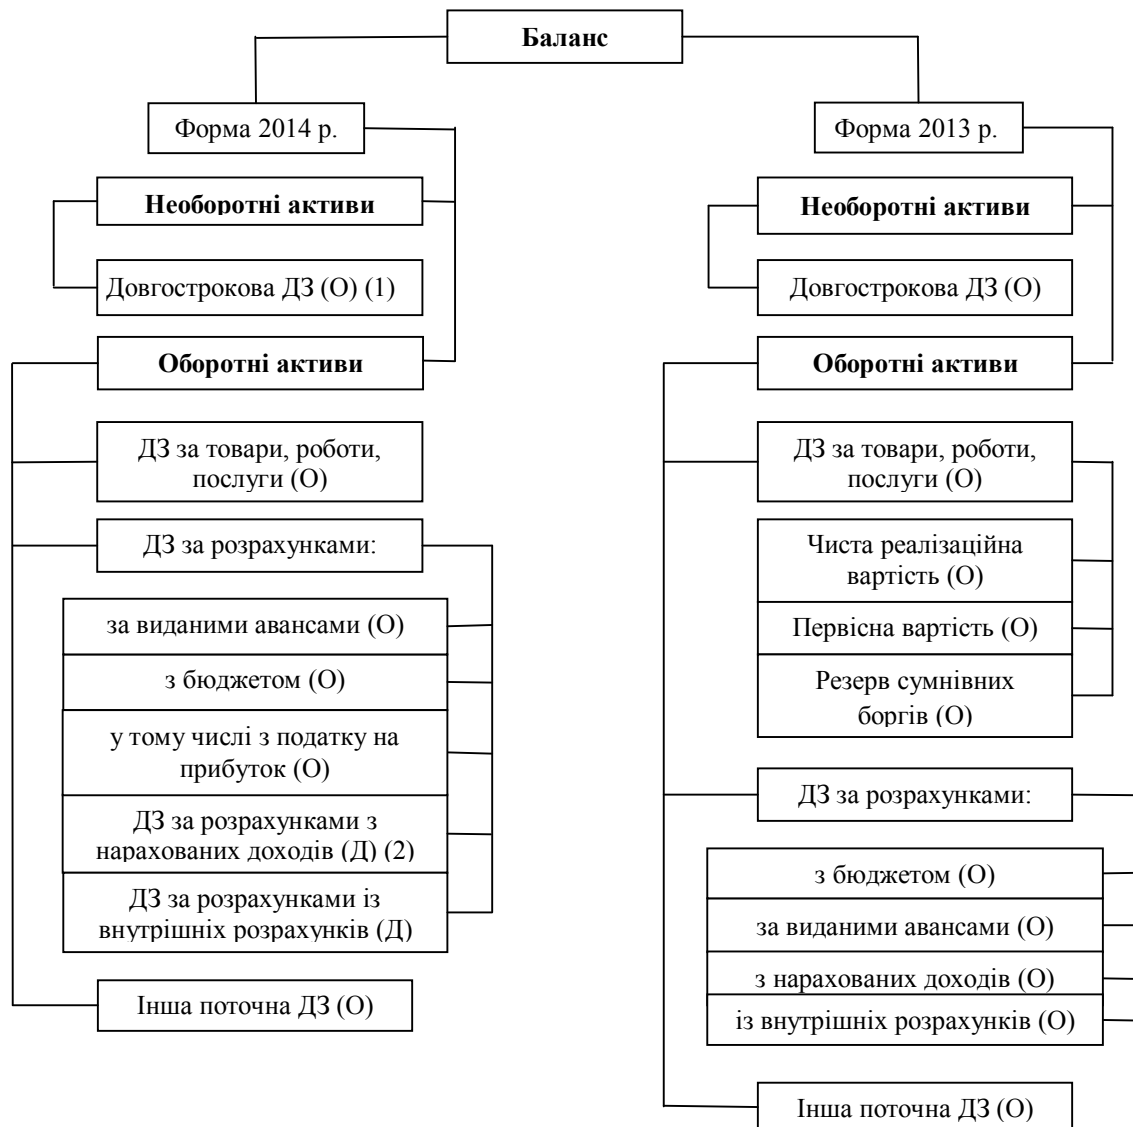 Баланс
Форма 2014 р.
Необоротні активи
Довгострокова ДЗ (О) (1)
Оборотні активи
ДЗ за товари, роботи,
послуги (О)
ДЗ за розрахунками:
за виданими авансами (О)
з бюджетом (О)
у тому числі з податку на
прибуток (О)
ДЗ за розрахунками з
нарахованих доходів (Д) (2)
ДЗ за розрахунками із
внутрішніх розрахунків (Д)
Інша поточна ДЗ (О)
Форма 2013 р.
Необоротні активи
Довгострокова ДЗ (О)
Оборотні активи
ДЗ за товари, роботи,
послуги (О)
Чиста реалізаційна
вартість (О)
Первісна вартість (О)
Резерв сумнівних
боргів (О)
ДЗ за розрахунками:
з бюджетом (О)
за виданими авансами (О)
з нарахованих доходів (О)
із внутрішніх розрахунків (О)
Інша поточна ДЗ (О)